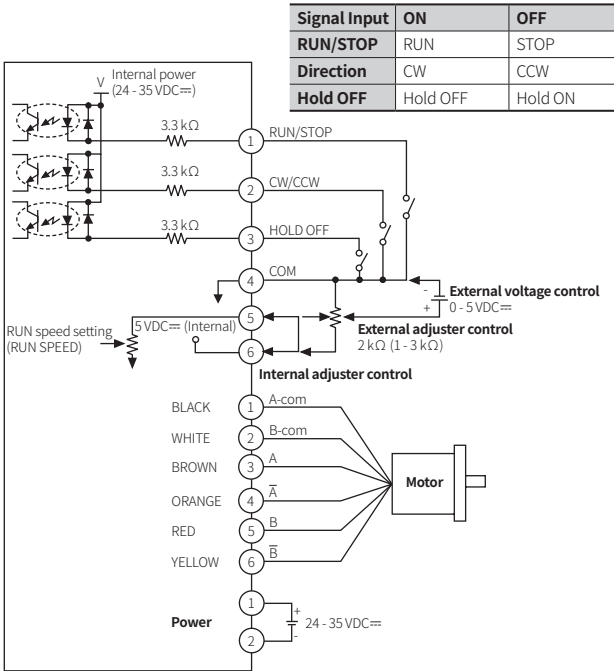 Signal Input ON OFF
RUN/STOP RUN STOP
Direction CW CCW
Hold OFF Hold OFF Hold ON
V Internal power
(24 - 35 VDC⎓)
3.3 kΩ
1 RUN/STOP
3.3 kΩ
2 CW/CCW
3.3 kΩ
3 HOLD OFF
4 COM
- External voltage control
+ 0 - 5 VDC⎓
External adjuster control
2 kΩ (1 - 3 kΩ)
RUN speed setting
(RUN SPEED)
5 VDC⎓ (Internal) 5
6
Internal adjuster control
BLACK 1 A-com
WHITE 2 B-com
BROWN 3 A
ORANGE 4 A̅
RED 5 B
YELLOW 6 B̅
Motor
Power
1 +
24 - 35 VDC⎓
2 -